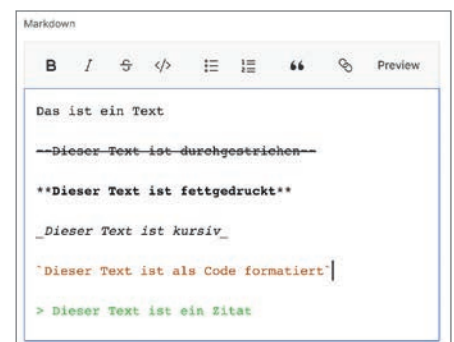 Markdown
B I S </> 66 Preview
Das ist ein Text
~~Dieser Text ist durchgestrichen~~
**Dieser Text ist fettgedruckt**
_Dieser Text ist kursiv_
`Dieser Text ist als Code formatiert`
> Dieser Text ist ein Zitat